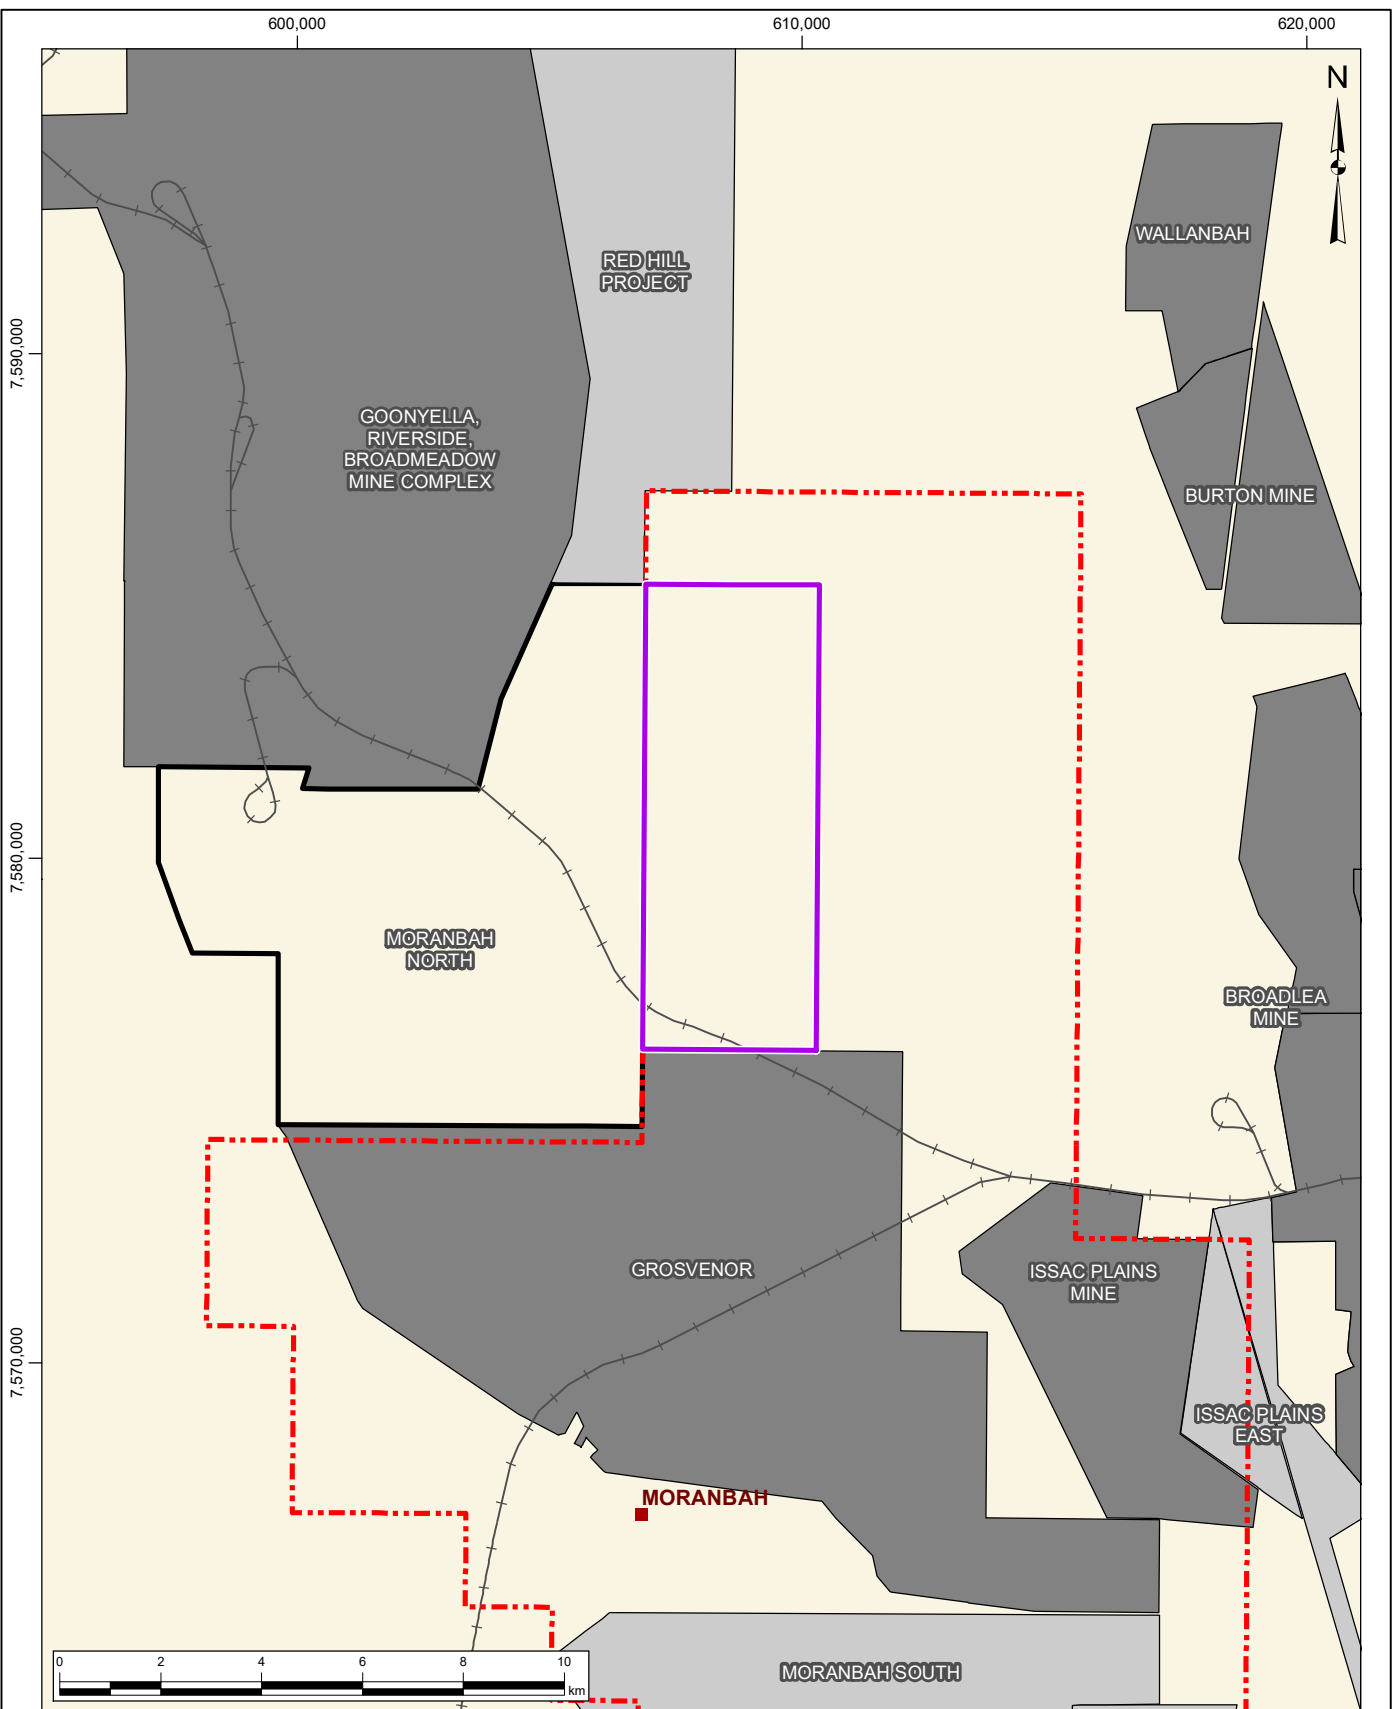 600,000
610,000
620,000
N
WALLANBAH
RED HILL
PROJECT
7,590,000
GOONYELLA,
RIVERSIDE,
BROADMEADOW
MINE COMPLEX
BURTON MINE
7,580,000
MORANBAH
NORTH
BROADLEA
MINE
GROSVENOR
ISSAC PLAINS
MINE
7,570,000
ISSAC PLAINS
EAST
MORANBAH
MORANBAH SOUTH
0 2 4 6 8 10
km